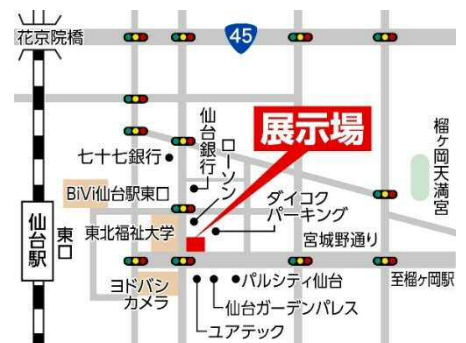 花京院橋
45
展示場
仙台銀行
ローソン
七十七銀行
BiVi仙台駅東口
ダイコク
パーキング
榴ヶ岡天満宮
仙台駅
東口
東北福祉大学
宮城野通り
ヨドバシ
カメラ
パルシティ仙台
至榴ヶ岡駅
仙台ガーデンパレス
ユアテック